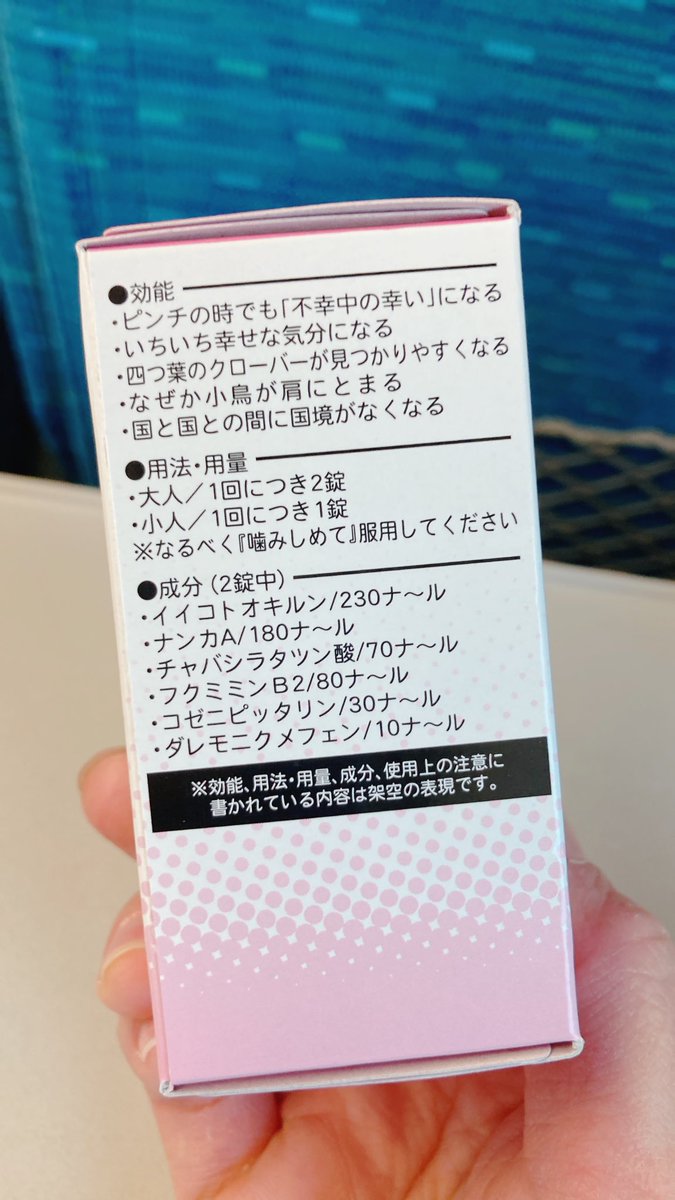 ●効能
・ピンチの時でも「不幸中の幸い」になる
・いちいち幸せな気分になる
・四つ葉のクローバーが見つかりやすくなる
・なぜか小鳥が肩にとまる
・国と国との間に国境がなくなる
●用法・用量
・大人／1回につき2錠
・小人／1回につき1錠
※なるべく『噛みしめて』服用してください
●成分（2錠中）
・イイコトオキルン/230ナ〜ル
・ナンカA/180ナ〜ル
・チャバシラタツン酸/70ナ〜ル
・フクミミンB2/80ナ〜ル
・コゼニピッタリン/30ナ〜ル
・ダレモニクメフェン/10ナ〜ル
※効能、用法・用量、成分、使用上の注意に
書かれている内容は架空の表現です。